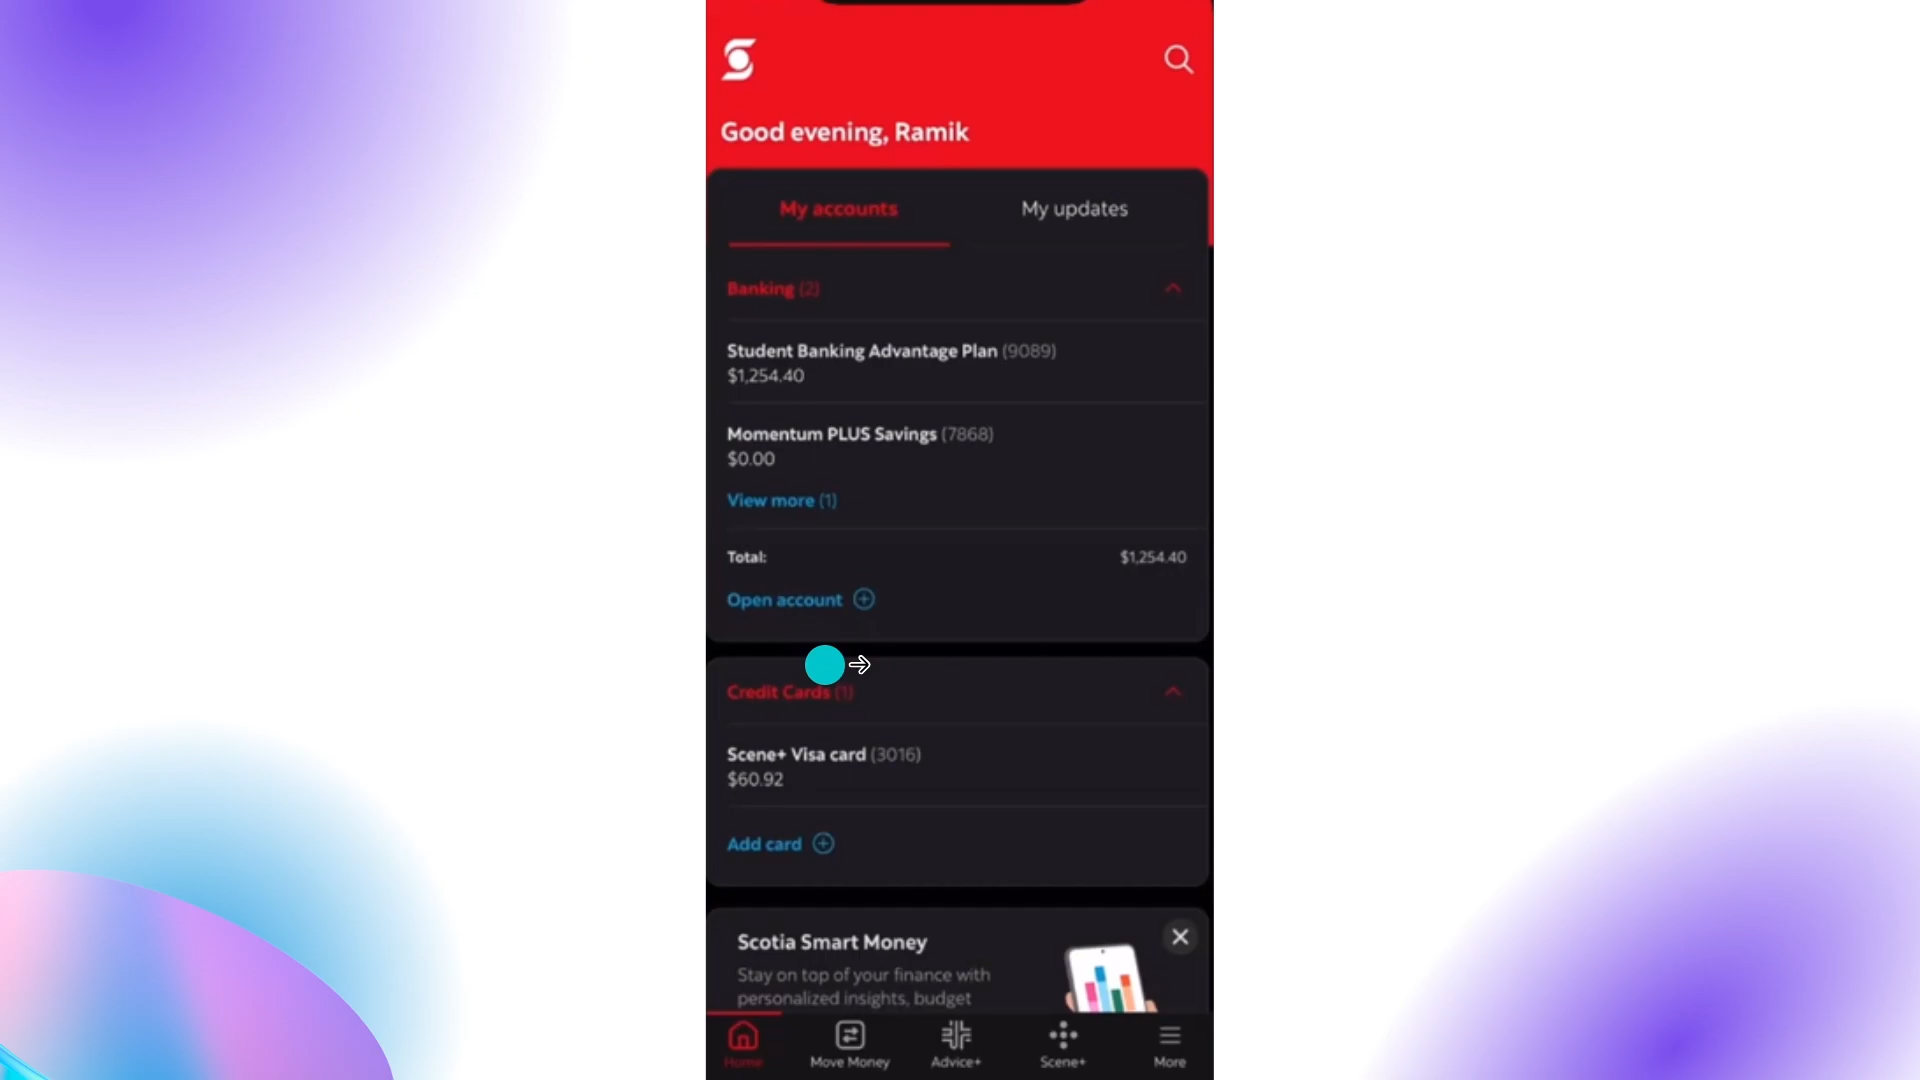 Good evening, Ramik
My accounts
My updates
Banking (2)
Student Banking Advantage Plan (9089)
$1,254.40
Momentum PLUS Savings (7868)
$0.00
View more (1)
Total:
$1,254.40
Open account
Credit Cards (1)
Scene+ Visa card (3016)
$60.92
Add card
Scotia Smart Money
Stay on top of your finance with
personalized insights, budget
Home
Move Money
Advice+
Scene+
More